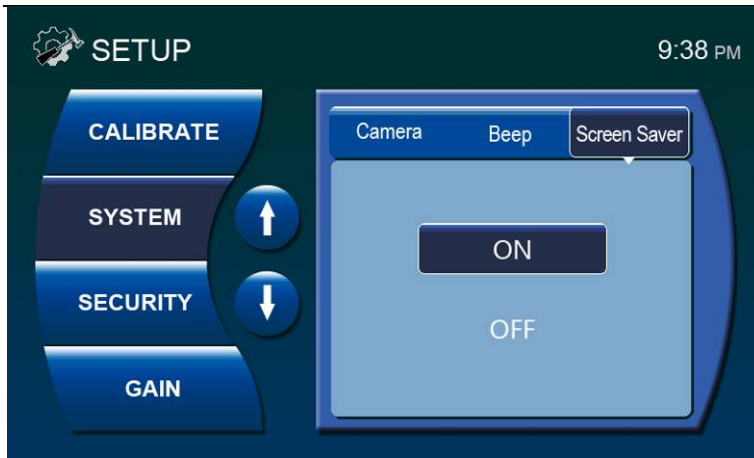 SETUP
9:38 PM
CALIBRATE
SYSTEM
SECURITY
GAIN
Camera Beep Screen Saver
ON
OFF